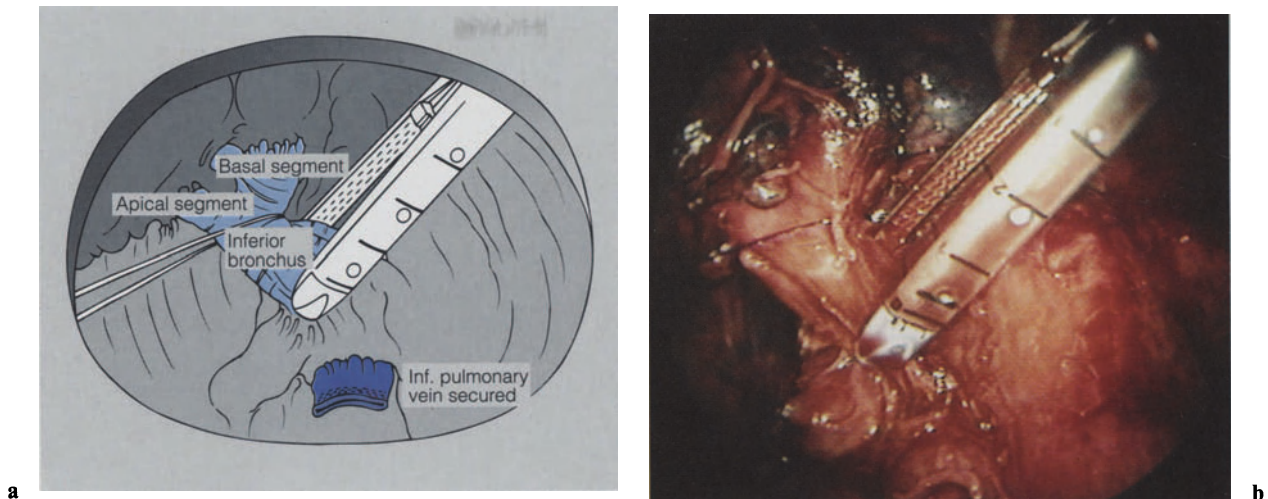 Basal segment
Apical segment
Inferior
bronchus
Inf. pulmonary
vein secured
a
b